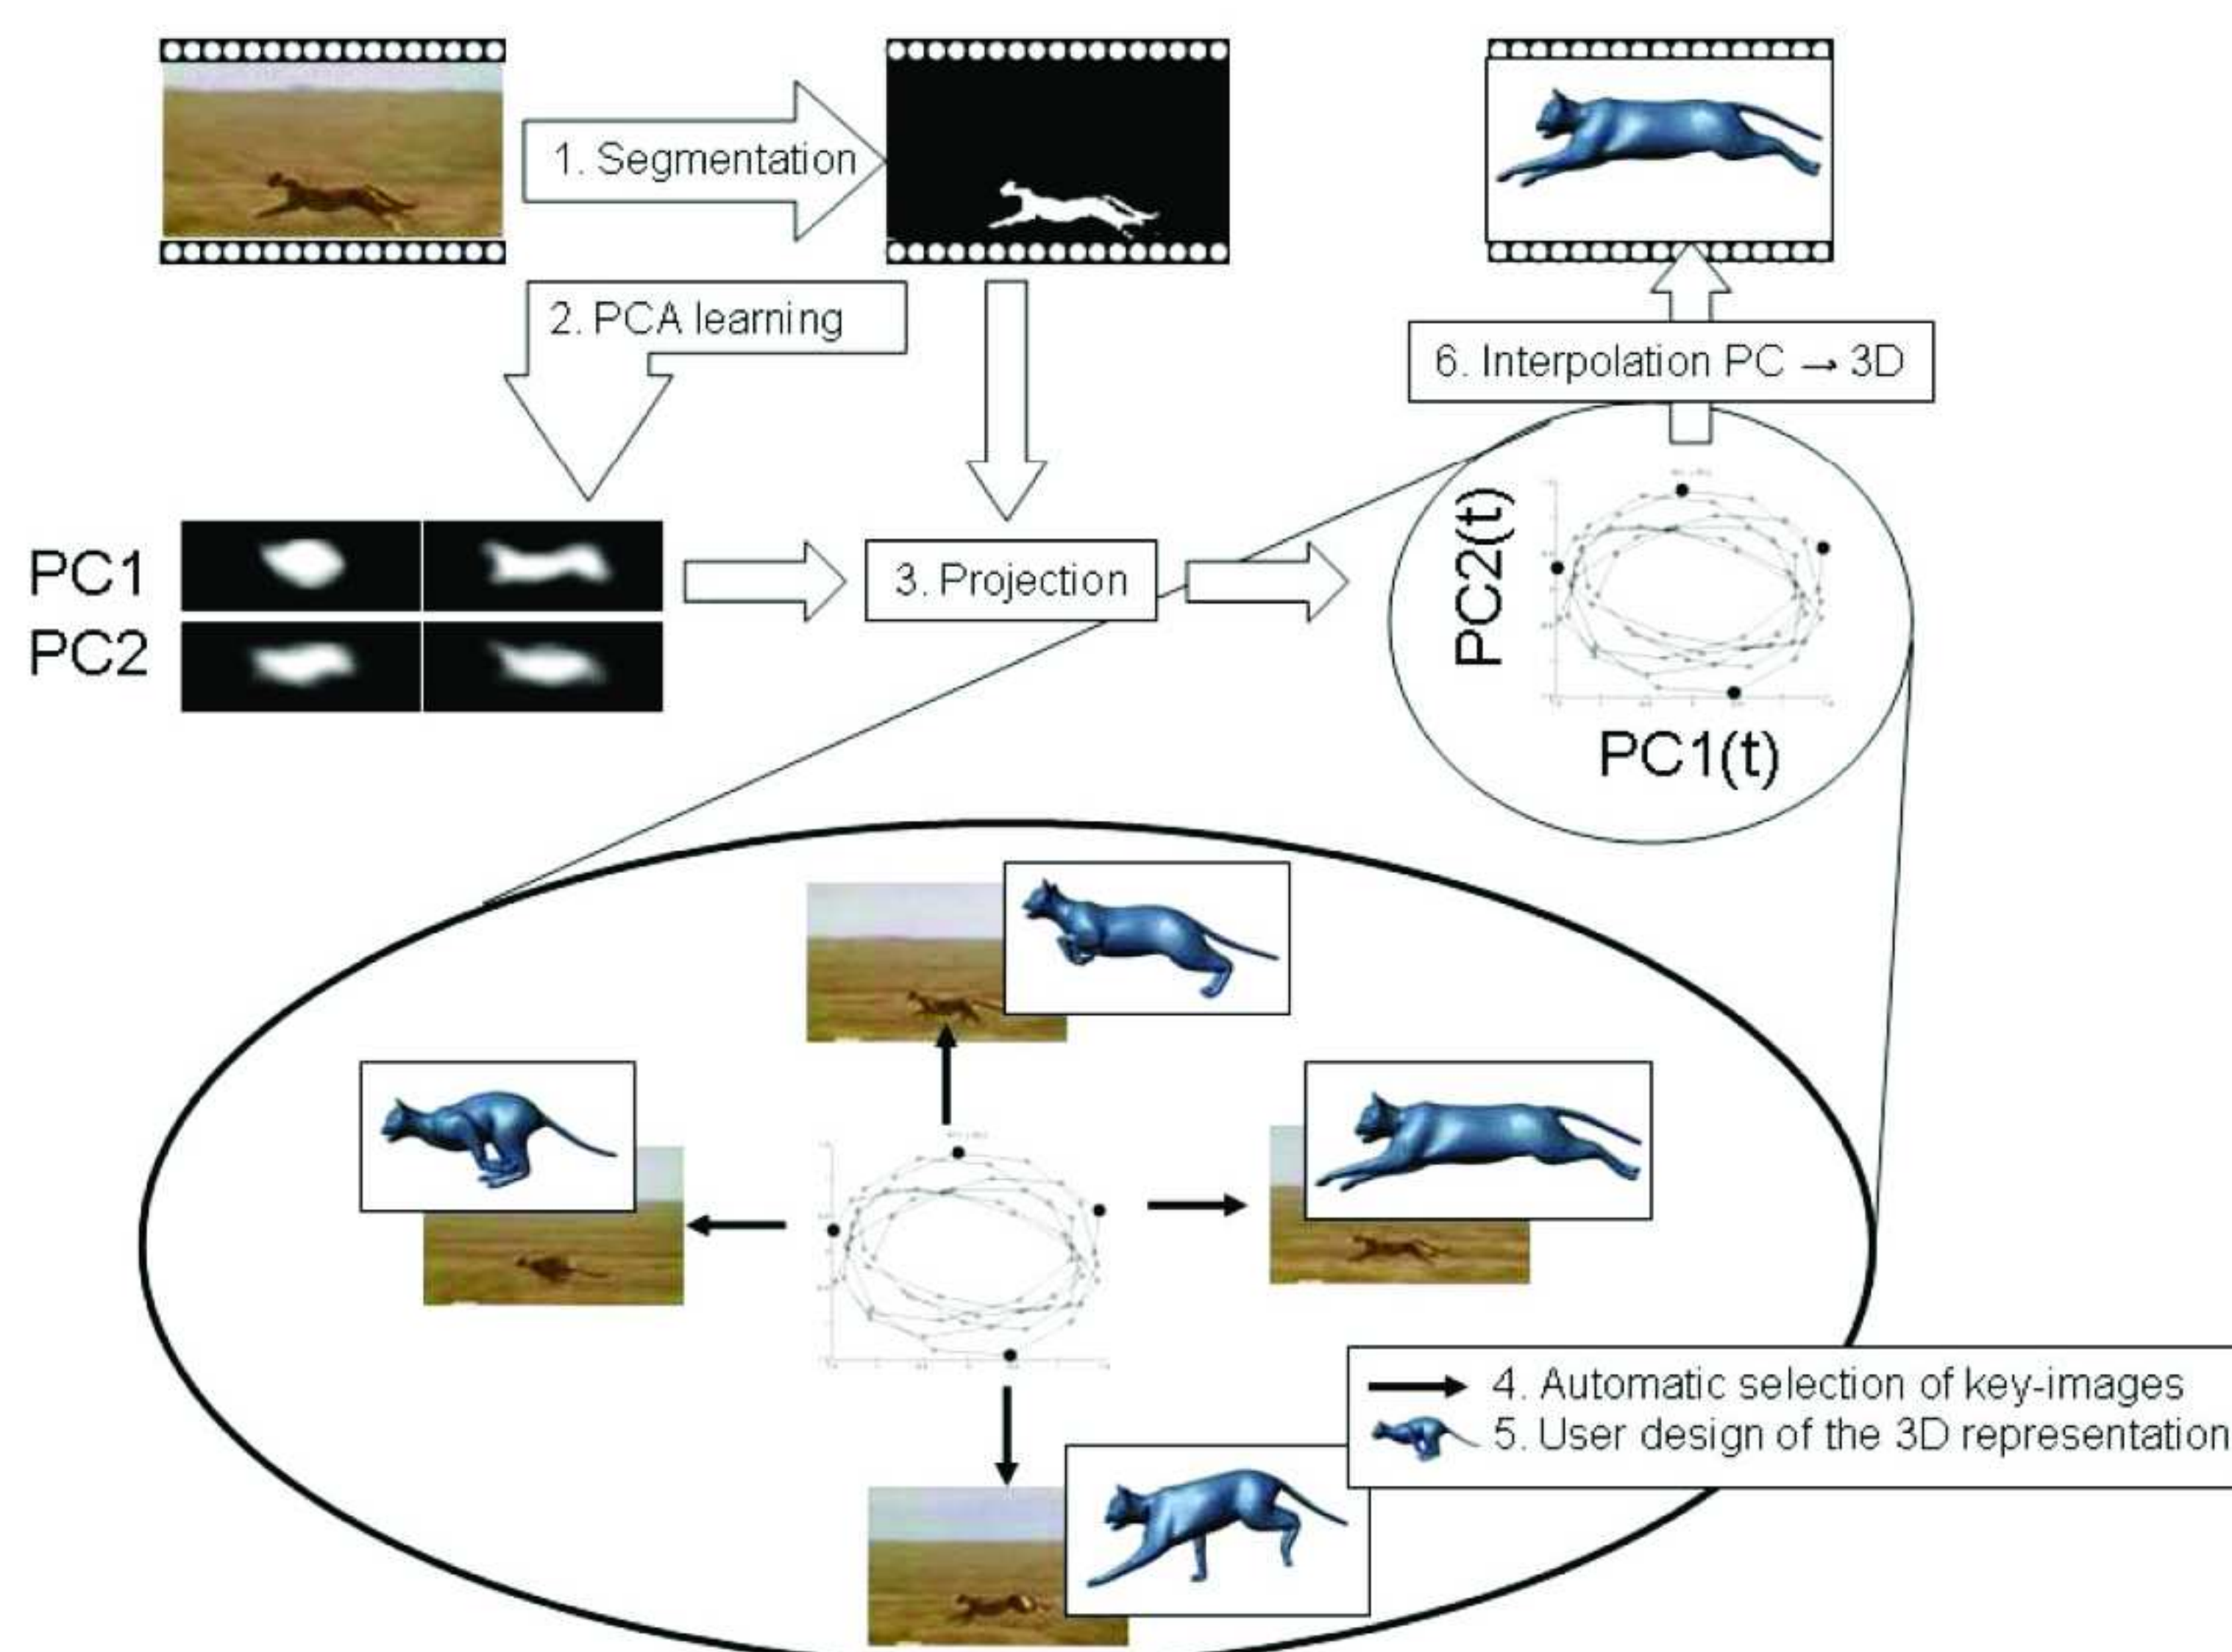 1. Segmentation
2. PCA learning
6. Interpolation PC → 3D
PC1
PC2
3. Projection
PC2(t)
PC1(t)
4. Automatic selection of key-images
5. User design of the 3D representation